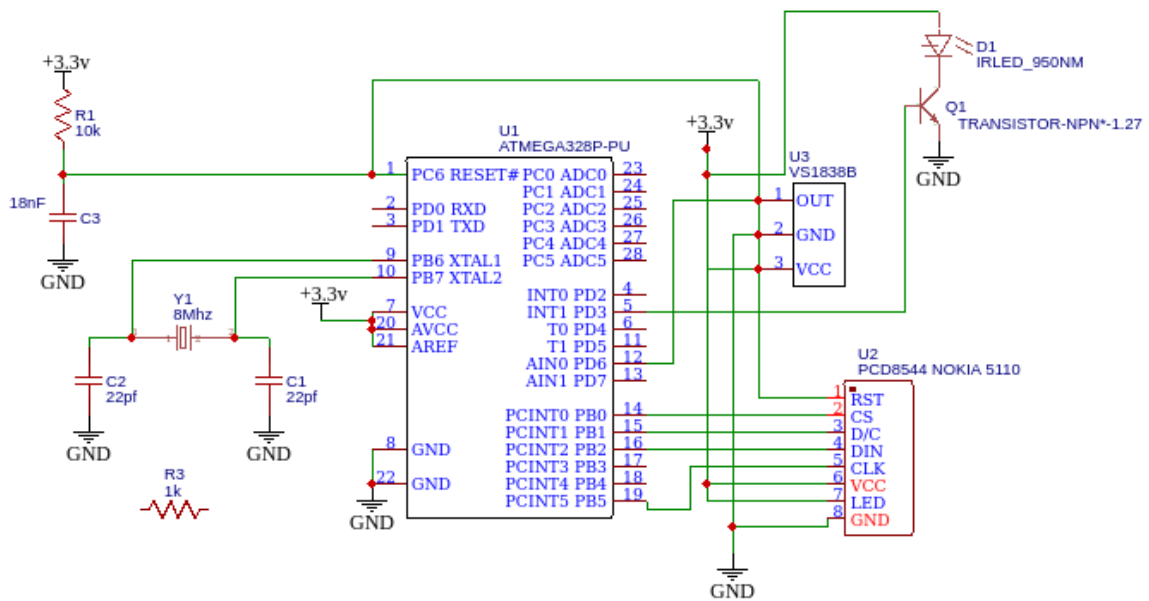 +3.3v
R1
10k
18nF
C3
GND
Y1
8Mhz
1
2
C2
22pf
C1
22pf
GND
GND
R3
1k
+3.3v
GND
U1
ATMEGA328P-PU
1 PC6 RESET# PC0 ADC0 23
PC1 ADC1 24
2 PD0 RXD PC2 ADC2 25
3 PD1 TXD PC3 ADC3 26
PC4 ADC4 27
9 PB6 XTAL1 PC5 ADC5 28
10 PB7 XTAL2
INT0 PD2 4
7 VCC INT1 PD3 5
20 AVCC T0 PD4 6
21 AREF T1 PD5 11
AIN0 PD6 12
AIN1 PD7 13
PCINT0 PB0 14
PCINT1 PB1 15
8 GND PCINT2 PB2 16
PCINT3 PB3 17
22 GND PCINT4 PB4 18
PCINT5 PB5 19
+3.3v
D1
IRLED_950NM
Q1
TRANSISTOR-NPN*-1.27
GND
U3
VS1838B
1 OUT
2 GND
3 VCC
U2
PCD8544 NOKIA 5110
1 RST
2 CS
3 D/C
4 DIN
5 CLK
6 VCC
7 LED
8 GND
GND